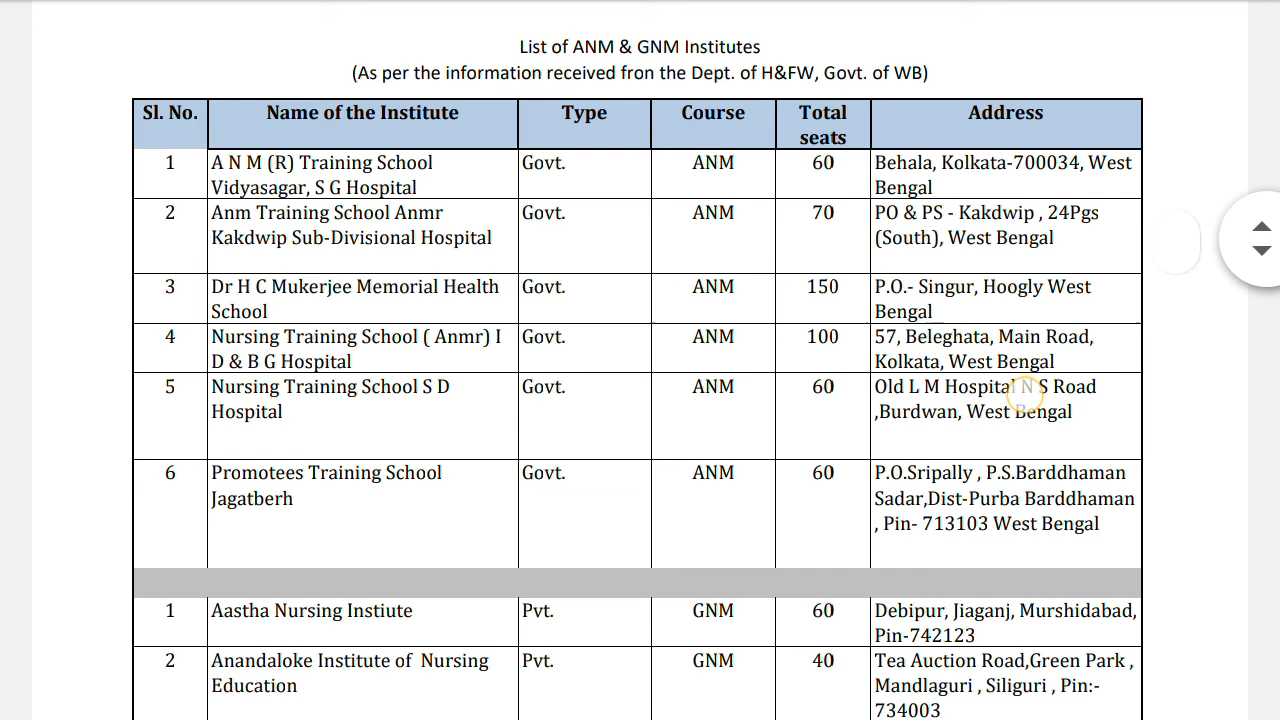 List of ANM & GNM Institutes
(As per the information received fron the Dept. of H&FW, Govt. of WB)
Sl. No. Name of the Institute Type Course Total seats Address
1 A N M (R) Training School Govt. ANM 60 Behala, Kolkata-700034, West
Vidyasagar, S G Hospital Bengal
2 Anm Training School Anmr Govt. ANM 70 PO & PS - Kakdwip , 24Pgs
Kakdwip Sub-Divisional Hospital (South), West Bengal
3 Dr H C Mukerjee Memorial Health Govt. ANM 150 P.O.- Singur, Hoogly West
School Bengal
4 Nursing Training School ( Anmr) I Govt. ANM 100 57, Beleghata, Main Road,
D & B G Hospital Kolkata, West Bengal
5 Nursing Training School S D Govt. ANM 60 Old L M Hospital N S Road
Hospital ,Burdwan, West Bengal
6 Promotees Training School Govt. ANM 60 P.O.Sripally , P.S.Barddhaman
Jagatberh Sadar,Dist-Purba Barddhaman
, Pin- 713103 West Bengal
1 Aastha Nursing Instiute Pvt. GNM 60 Debipur, Jiaganj, Murshidabad,
Pin-742123
2 Anandaloke Institute of Nursing Pvt. GNM 40 Tea Auction Road,Green Park ,
Education Mandlaguri , Siliguri , Pin:-
734003